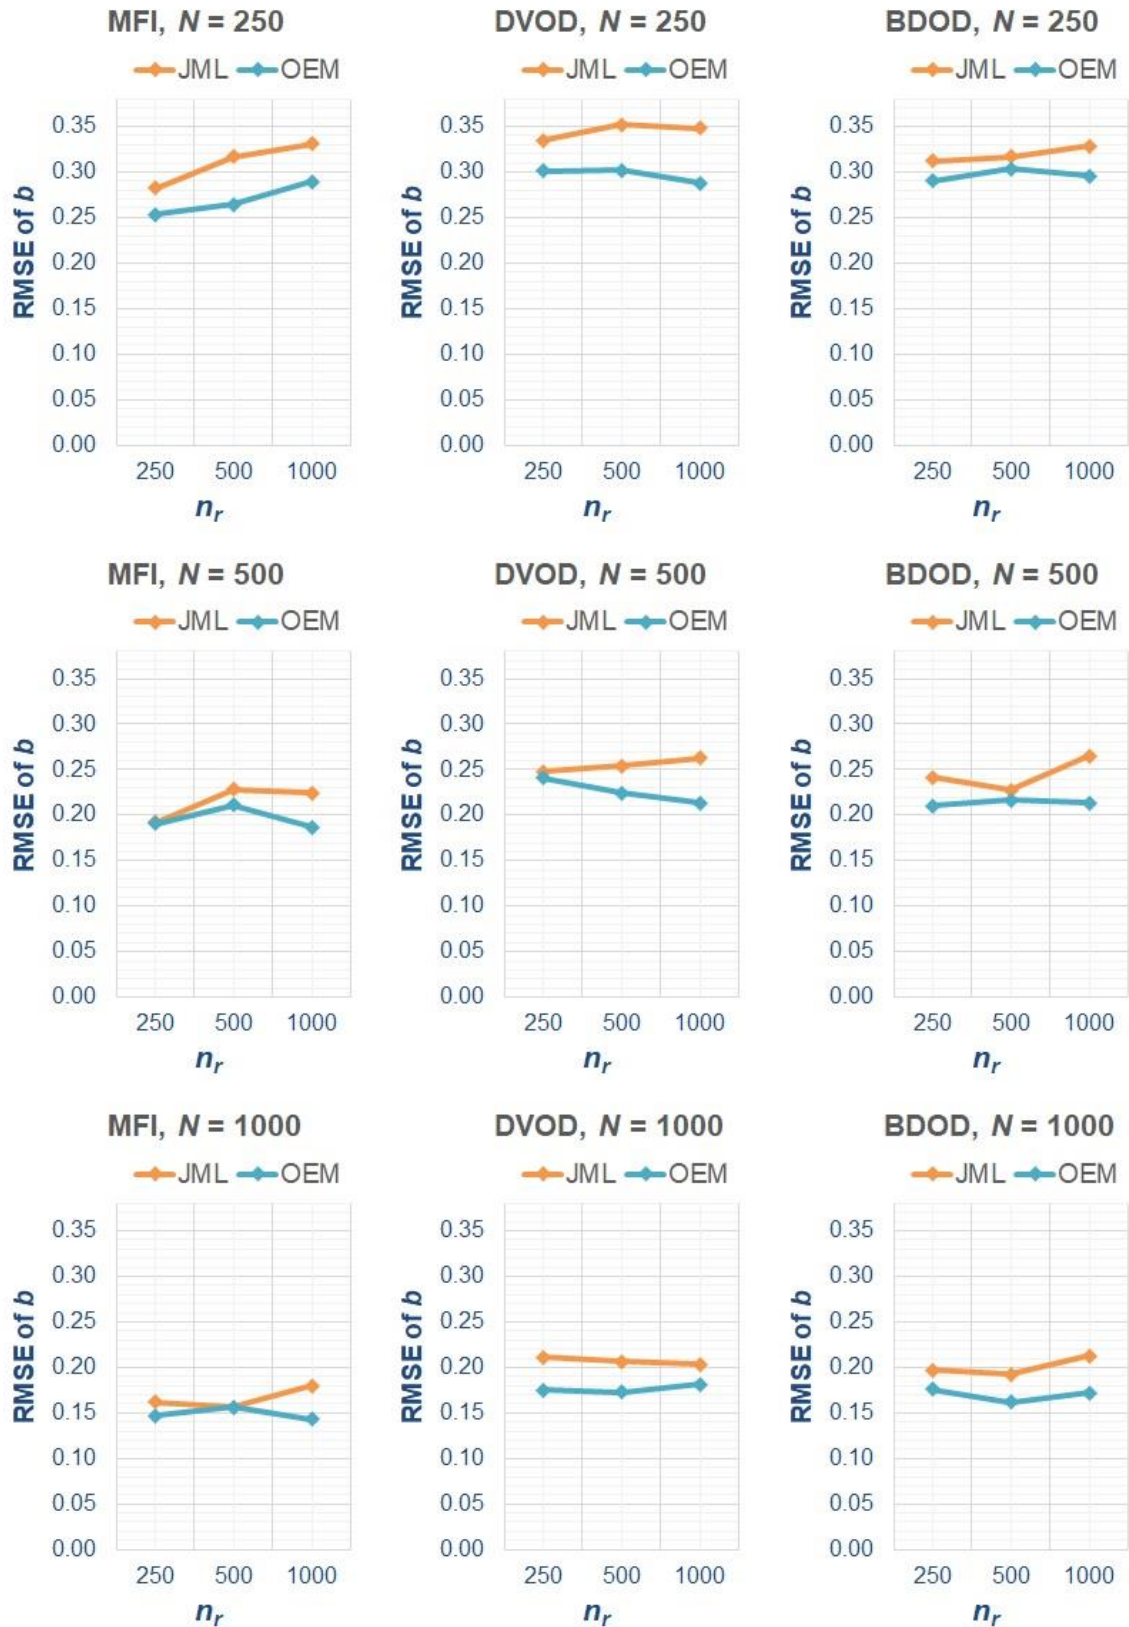 MFI, N = 250
JML OEM
RMSE of b
0.35
0.30
0.25
0.20
0.15
0.10
0.05
0.00
250 500 1000
nr
DVOD, N = 250
JML OEM
RMSE of b
0.35
0.30
0.25
0.20
0.15
0.10
0.05
0.00
250 500 1000
nr
BDOD, N = 250
JML OEM
RMSE of b
0.35
0.30
0.25
0.20
0.15
0.10
0.05
0.00
250 500 1000
nr
MFI, N = 500
JML OEM
RMSE of b
0.35
0.30
0.25
0.20
0.15
0.10
0.05
0.00
250 500 1000
nr
DVOD, N = 500
JML OEM
RMSE of b
0.35
0.30
0.25
0.20
0.15
0.10
0.05
0.00
250 500 1000
nr
BDOD, N = 500
JML OEM
RMSE of b
0.35
0.30
0.25
0.20
0.15
0.10
0.05
0.00
250 500 1000
nr
MFI, N = 1000
JML OEM
RMSE of b
0.35
0.30
0.25
0.20
0.15
0.10
0.05
0.00
250 500 1000
nr
DVOD, N = 1000
JML OEM
RMSE of b
0.35
0.30
0.25
0.20
0.15
0.10
0.05
0.00
250 500 1000
nr
BDOD, N = 1000
JML OEM
RMSE of b
0.35
0.30
0.25
0.20
0.15
0.10
0.05
0.00
250 500 1000
nr